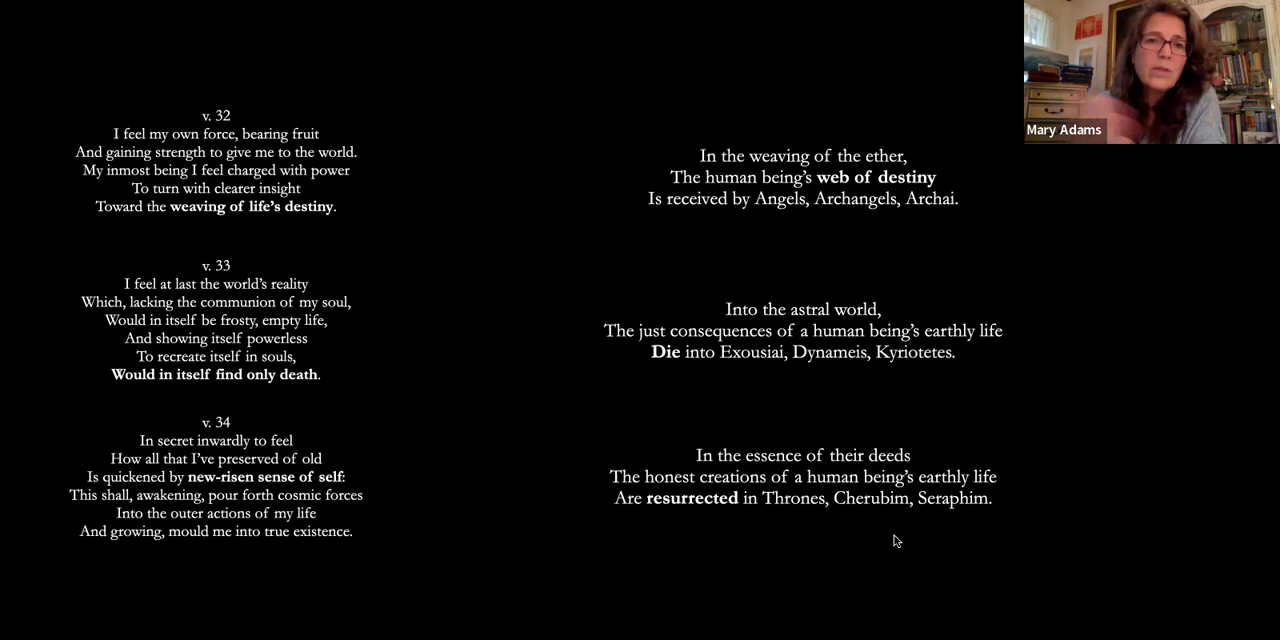 v. 32
I feel my own force, bearing fruit
And gaining strength to give me to the world.
My inmost being I feel charged with power
To turn with clearer insight
Toward the weaving of life's destiny.
v. 33
I feel at last the world's reality
Which, lacking the communion of my soul,
Would in itself be frosty, empty life,
And showing itself powerless
To recreate itself in souls,
Would in itself find only death.
v. 34
In secret inwardly to feel
How all that I've preserved of old
Is quickened by new-risen sense of self:
This shall, awakening, pour forth cosmic forces
Into the outer actions of my life
And growing, mould me into true existence.
In the weaving of the ether,
The human being's web of destiny
Is received by Angels, Archangels, Archai.
Into the astral world,
The just consequences of a human being's earthly life
Die into Exousiai, Dynameis, Kyriotetes.
In the essence of their deeds
The honest creations of a human being's earthly life
Are resurrected in Thrones, Cherubim, Seraphim.
Mary Adams